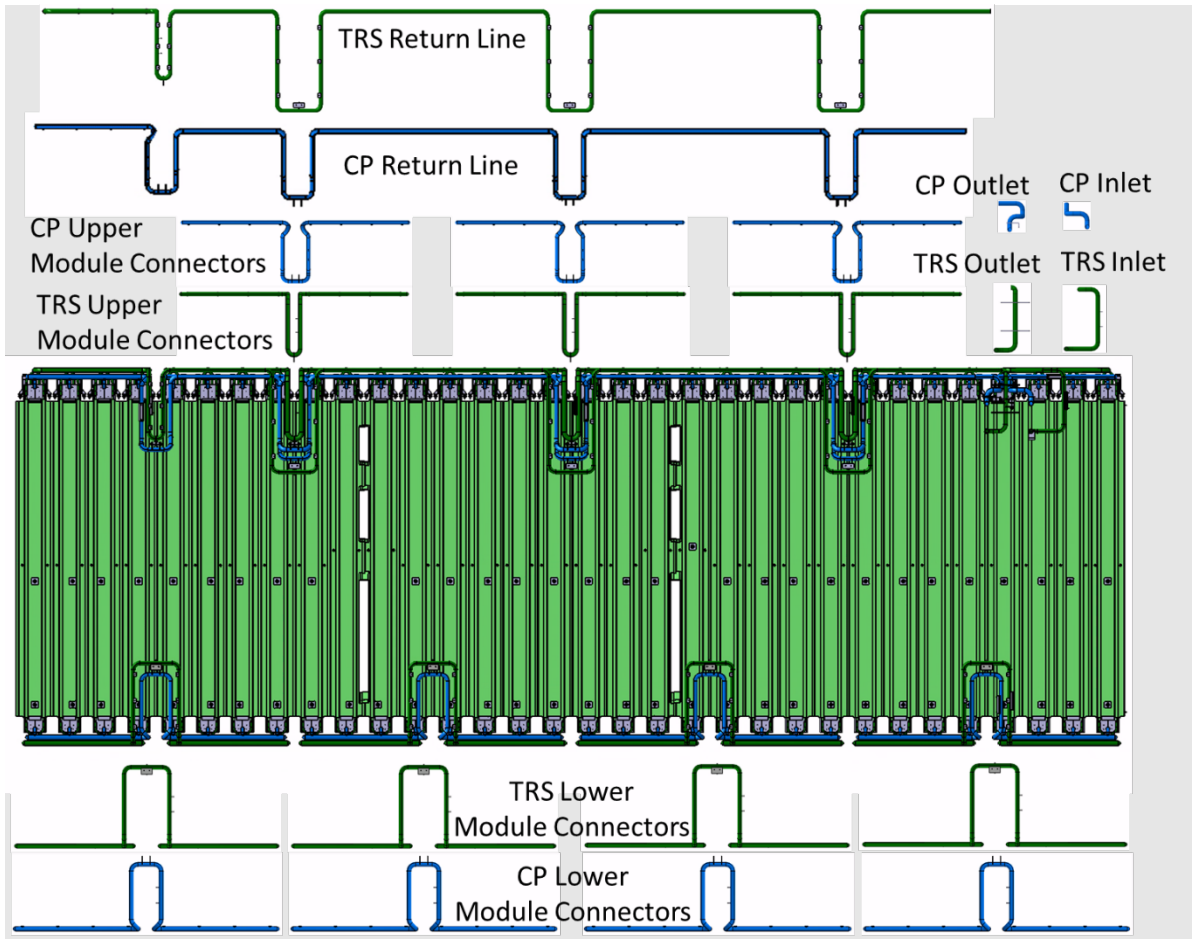 TRS Return Line
CP Return Line
CP Outlet
CP Inlet
CP Upper
Module Connectors
TRS Outlet
TRS Inlet
TRS Upper
Module Connectors
TRS Lower
Module Connectors
CP Lower
Module Connectors